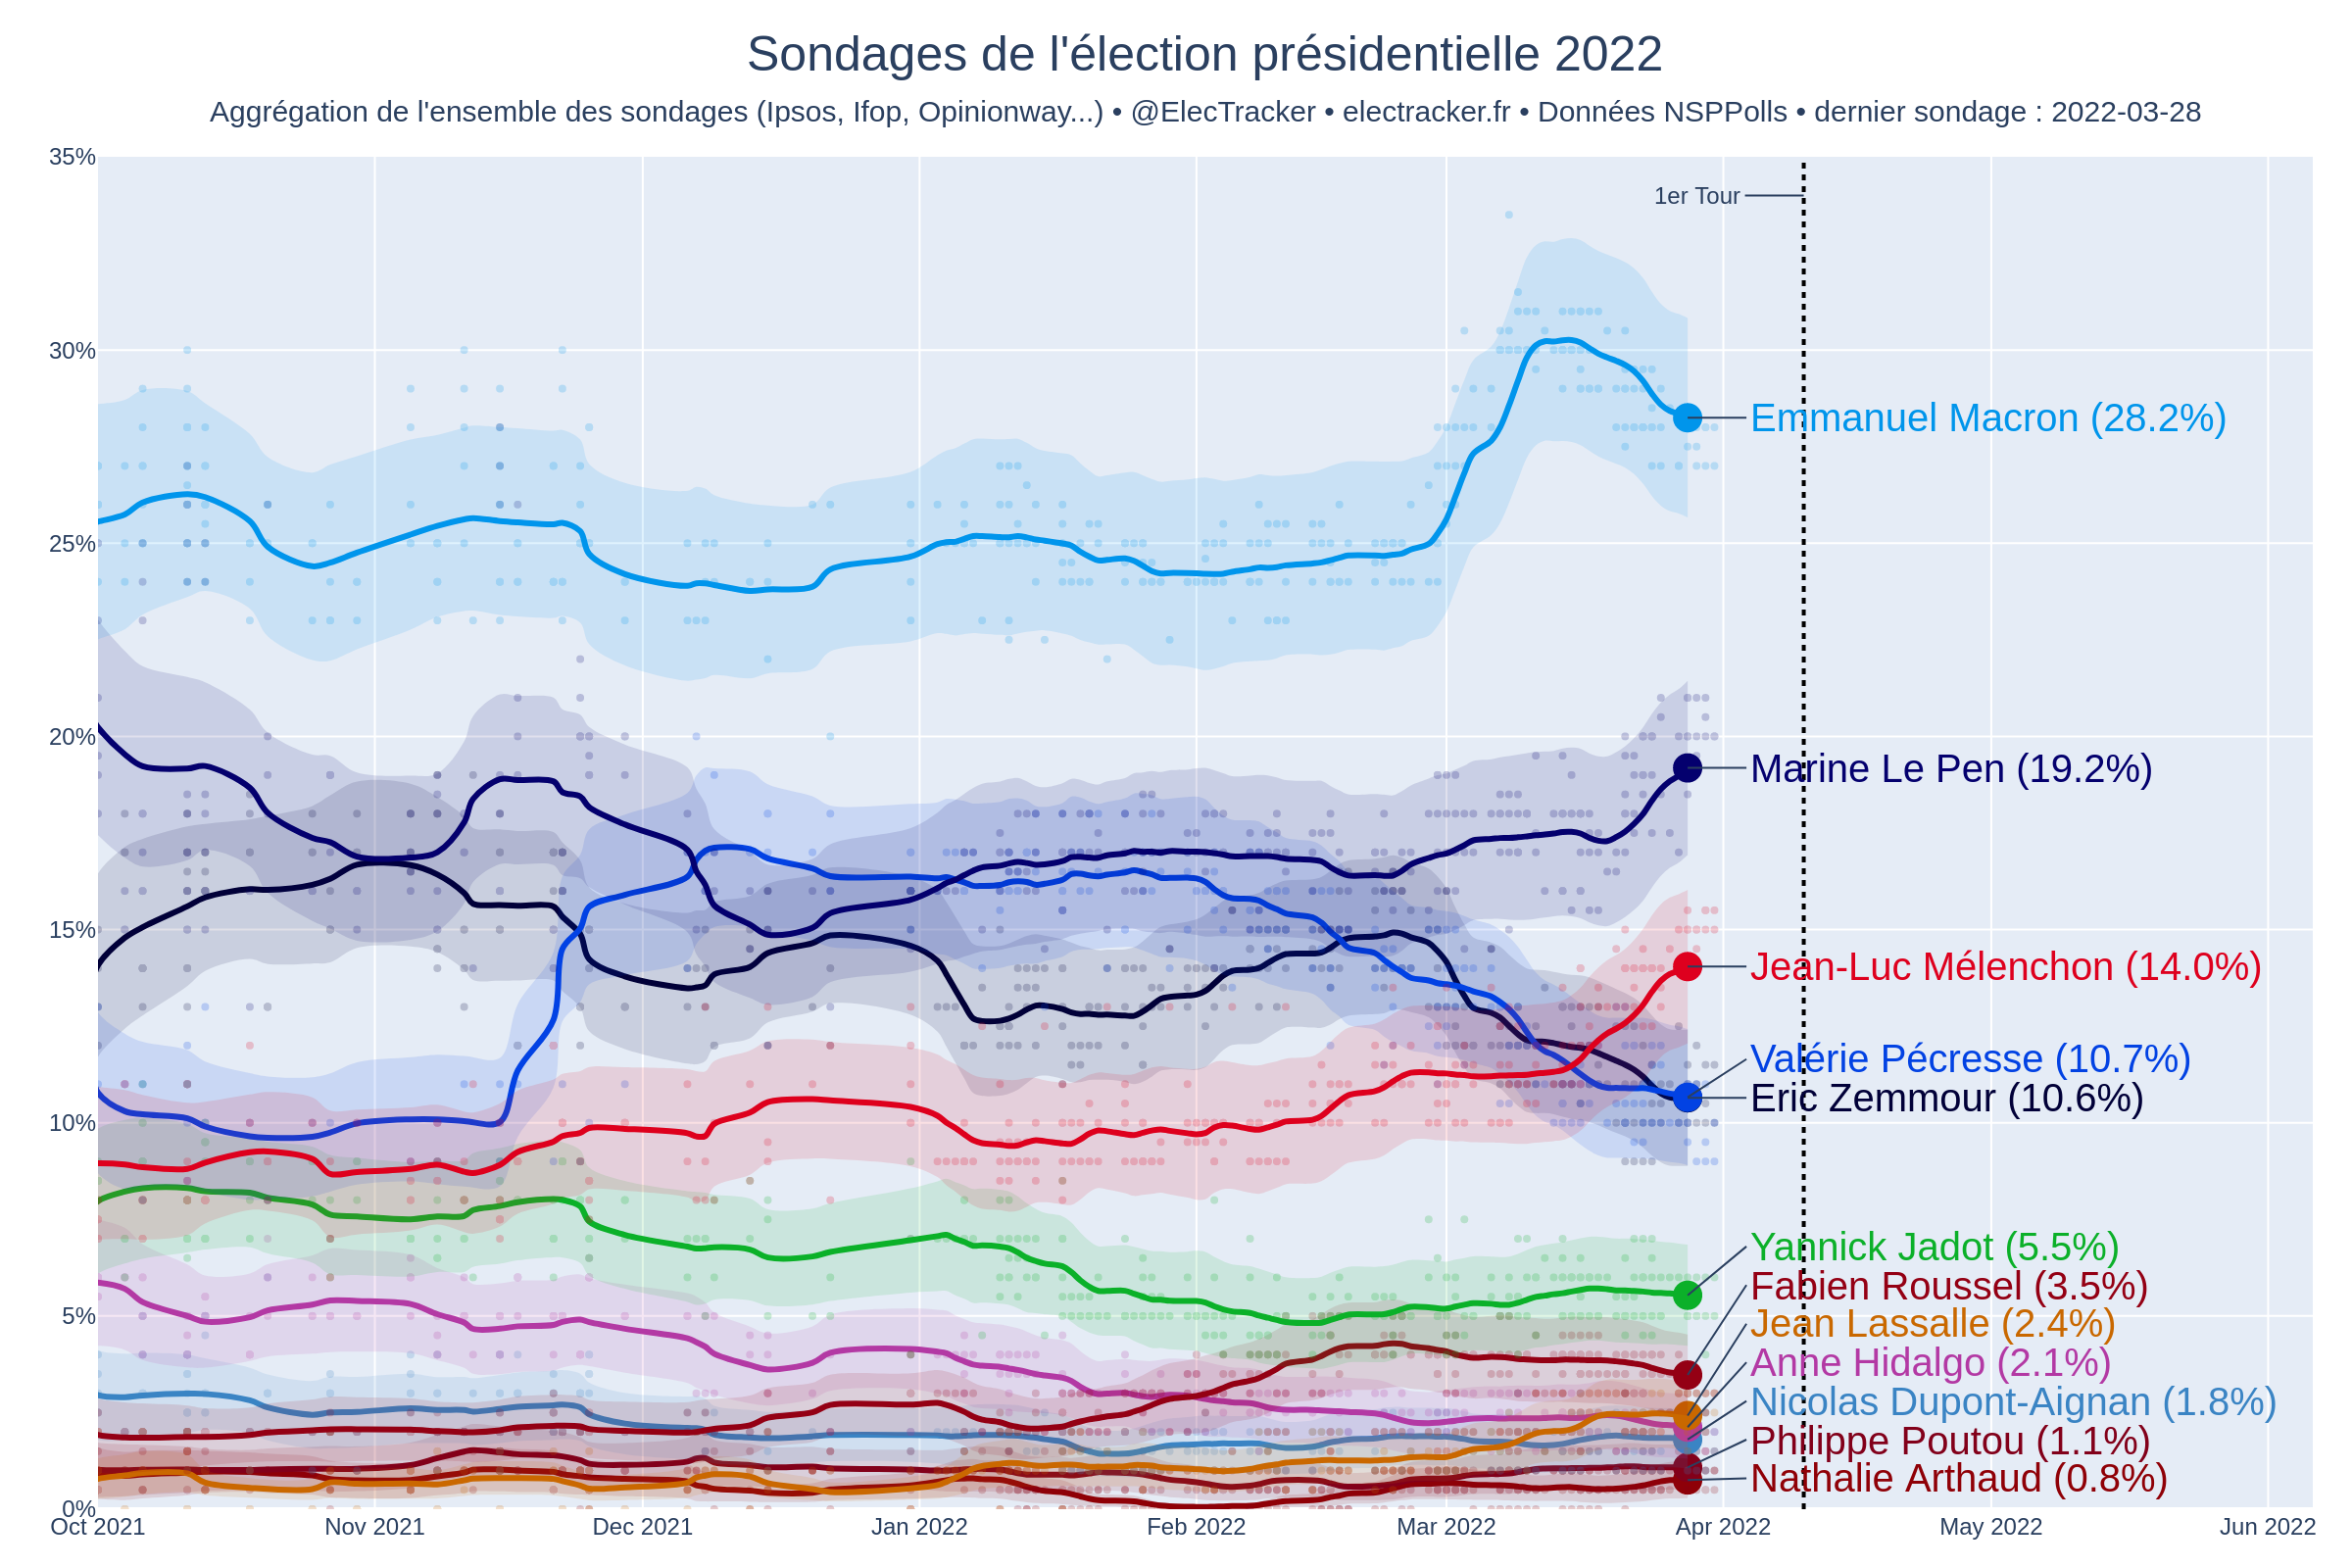 Sondages de l'élection présidentielle 2022
Aggrégation de l'ensemble des sondages (Ipsos, Ifop, Opinionway...) • @ElecTracker • electracker.fr • Données NSPPolls • dernier sondage : 2022-03-28
35%
1er Tour
30%
Emmanuel Macron (28.2%)
25%
20%
Marine Le Pen (19.2%)
15%
Jean-Luc Mélenchon (14.0%)
Valérie Pécresse (10.7%)
Eric Zemmour (10.6%)
10%
Yannick Jadot (5.5%)
Fabien Roussel (3.5%)
5%
Jean Lassalle (2.4%)
Anne Hidalgo (2.1%)
Nicolas Dupont-Aignan (1.8%)
Philippe Poutou (1.1%)
Nathalie Arthaud (0.8%)
0%
Oct 2021 Nov 2021 Dec 2021 Jan 2022 Feb 2022 Mar 2022 Apr 2022 May 2022 Jun 2022